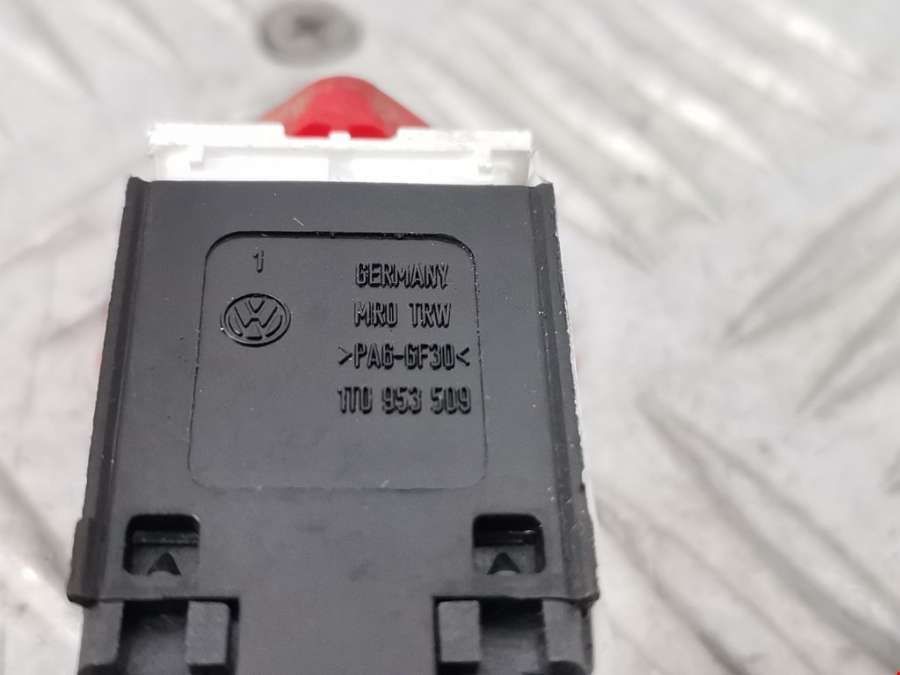 1
GERMANY
MRO TRW
>PA6-GF30<
1T0 953 509